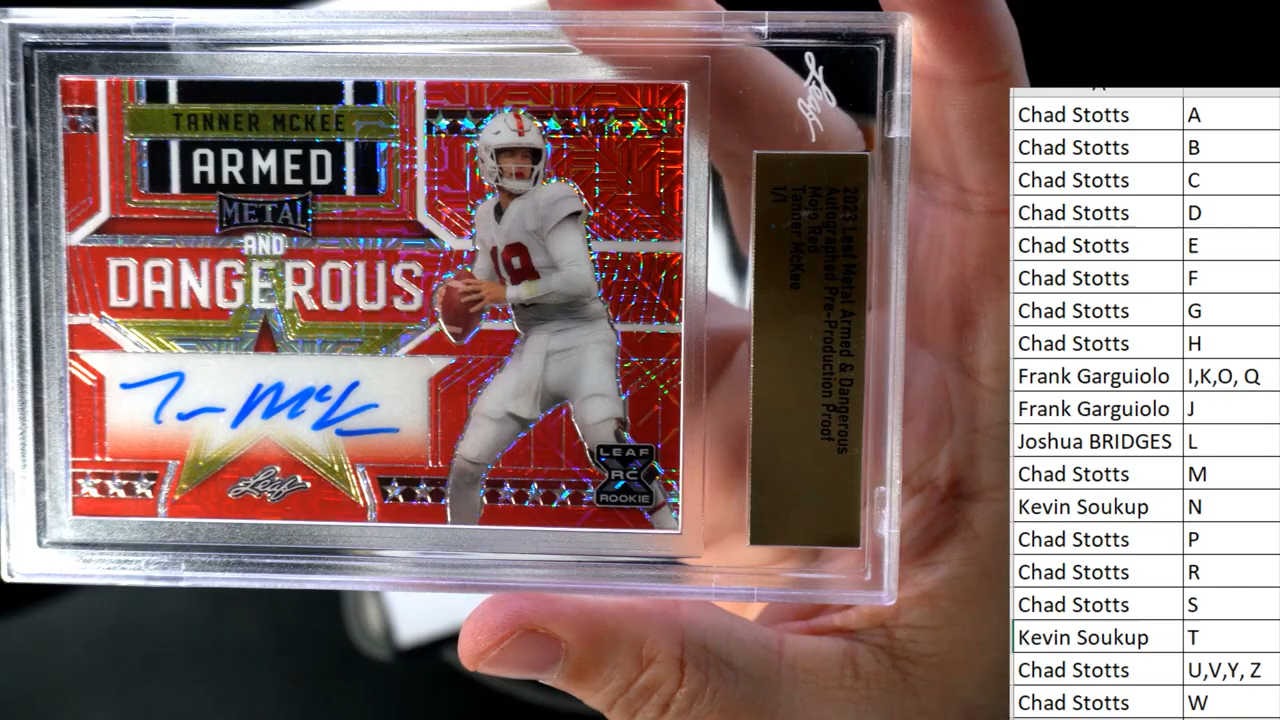 TANNER MCKEE
ARMED
METAL
AND
DANGEROUS
Leaf
18
LEAF
RC
ROOKIE
Leaf
2023 Leaf Metal Armed & Dangerous
Autographed Pre-Production Proof
Mojo Red
Tanner McKee
1/1
Chad Stotts A
Chad Stotts B
Chad Stotts C
Chad Stotts D
Chad Stotts E
Chad Stotts F
Chad Stotts G
Chad Stotts H
Frank Garguiolo I,K,O, Q
Frank Garguiolo J
Joshua BRIDGES L
Chad Stotts M
Kevin Soukup N
Chad Stotts P
Chad Stotts R
Chad Stotts S
Kevin Soukup T
Chad Stotts U,V,Y, Z
Chad Stotts W